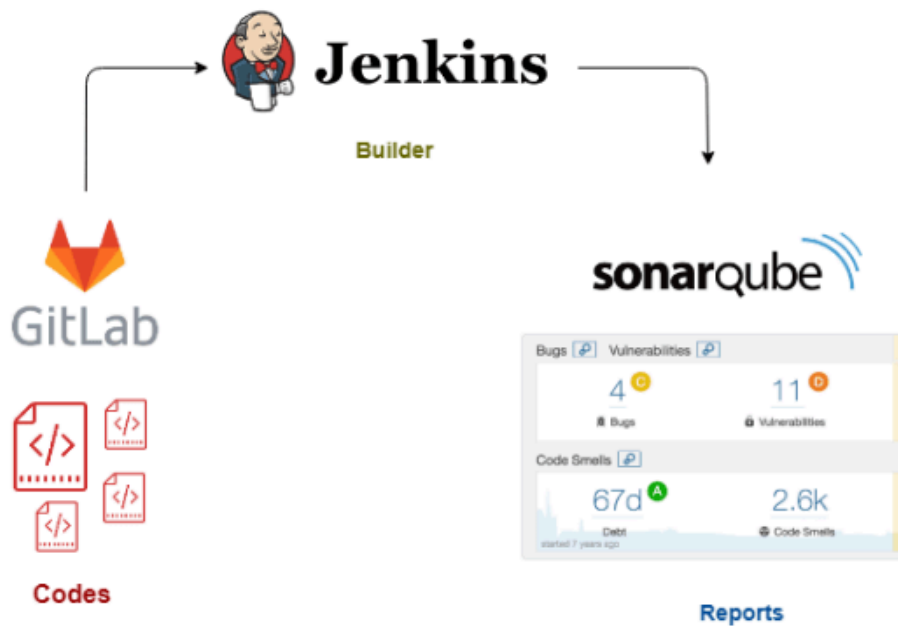 Jenkins
Builder
GitLab
</>
</>
</>
</>
Codes
sonarqube
Bugs Vulnerabilities
4 C 11 D
Bugs Vulnerabilities
Code Smells
67d A 2.6k
Debt Code Smells
started 7 years ago
Reports